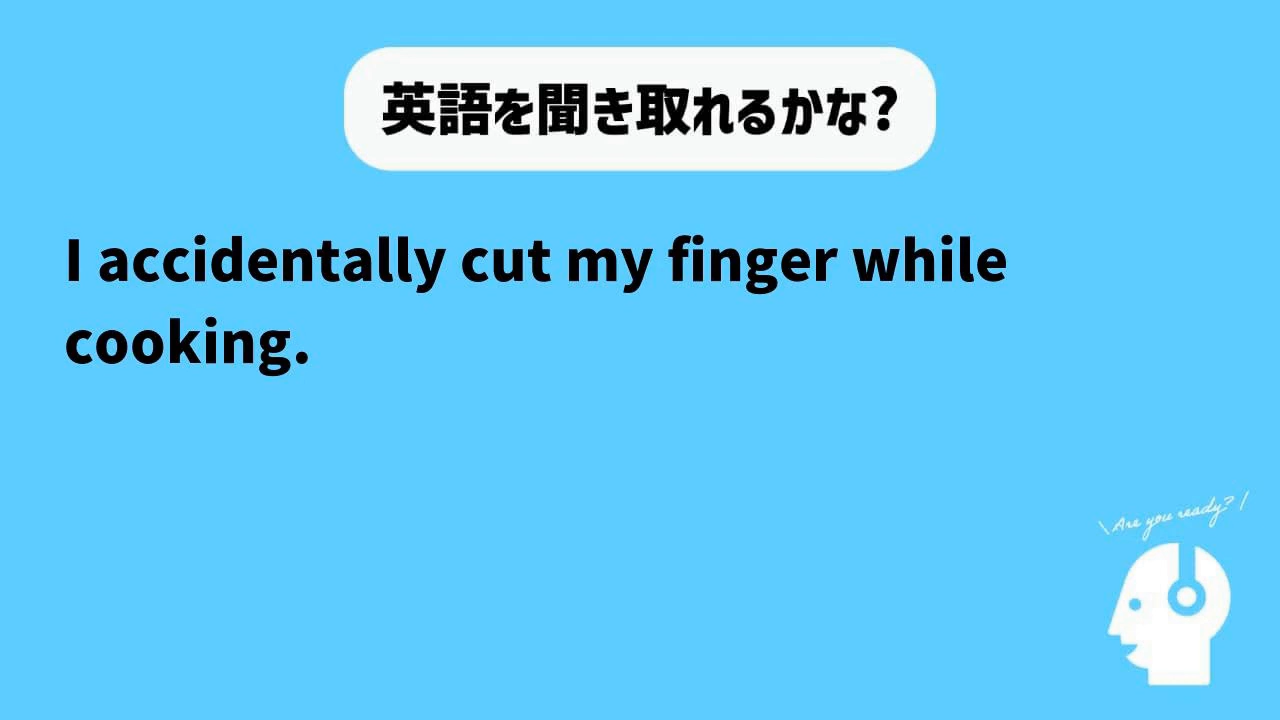 英語を聞き取れるかな?
I accidentally cut my finger while
cooking.
\Are you ready?/